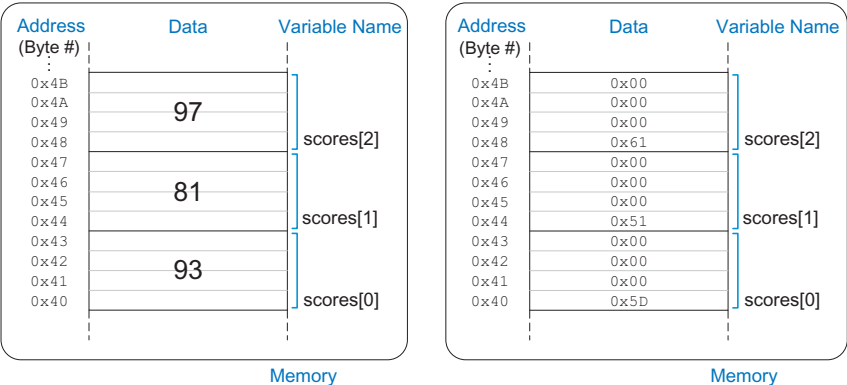 Address Data Variable Name
(Byte #)
⋮
0x4B
0x4A
97
0x49
0x48 scores[2]
0x47
0x46
81
0x45
0x44 scores[1]
0x43
0x42
93
0x41
0x40 scores[0]
Memory
Address Data Variable Name
(Byte #)
⋮
0x4B 0x00
0x4A 0x00
0x49 0x00
0x48 0x61 scores[2]
0x47 0x00
0x46 0x00
0x45 0x00
0x44 0x51 scores[1]
0x43 0x00
0x42 0x00
0x41 0x00
0x40 0x5D scores[0]
Memory